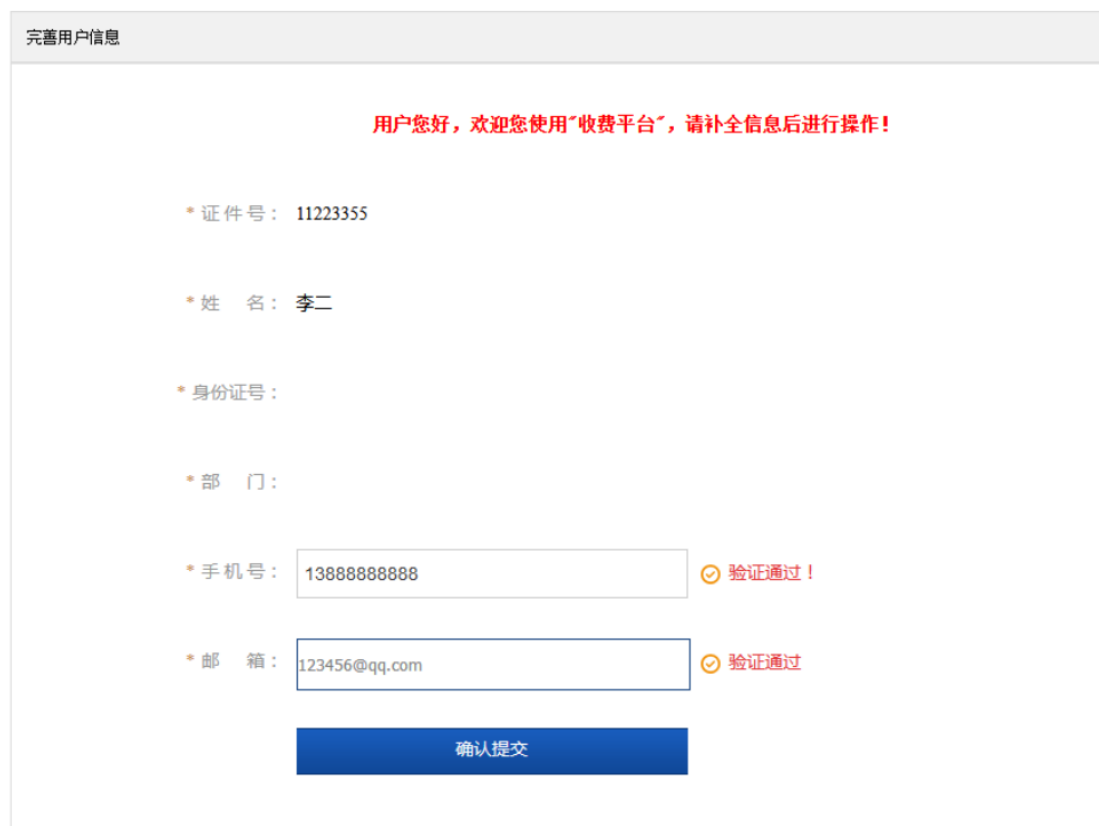 完善用户信息
用户您好，欢迎您使用"收费平台"，请补全信息后进行操作！
* 证件号： 11223355
* 姓 名： 李二
* 身份证号：
* 部 门：
* 手机号： 13888888888 验证通过！
* 邮 箱： 123456@qq.com 验证通过
确认提交